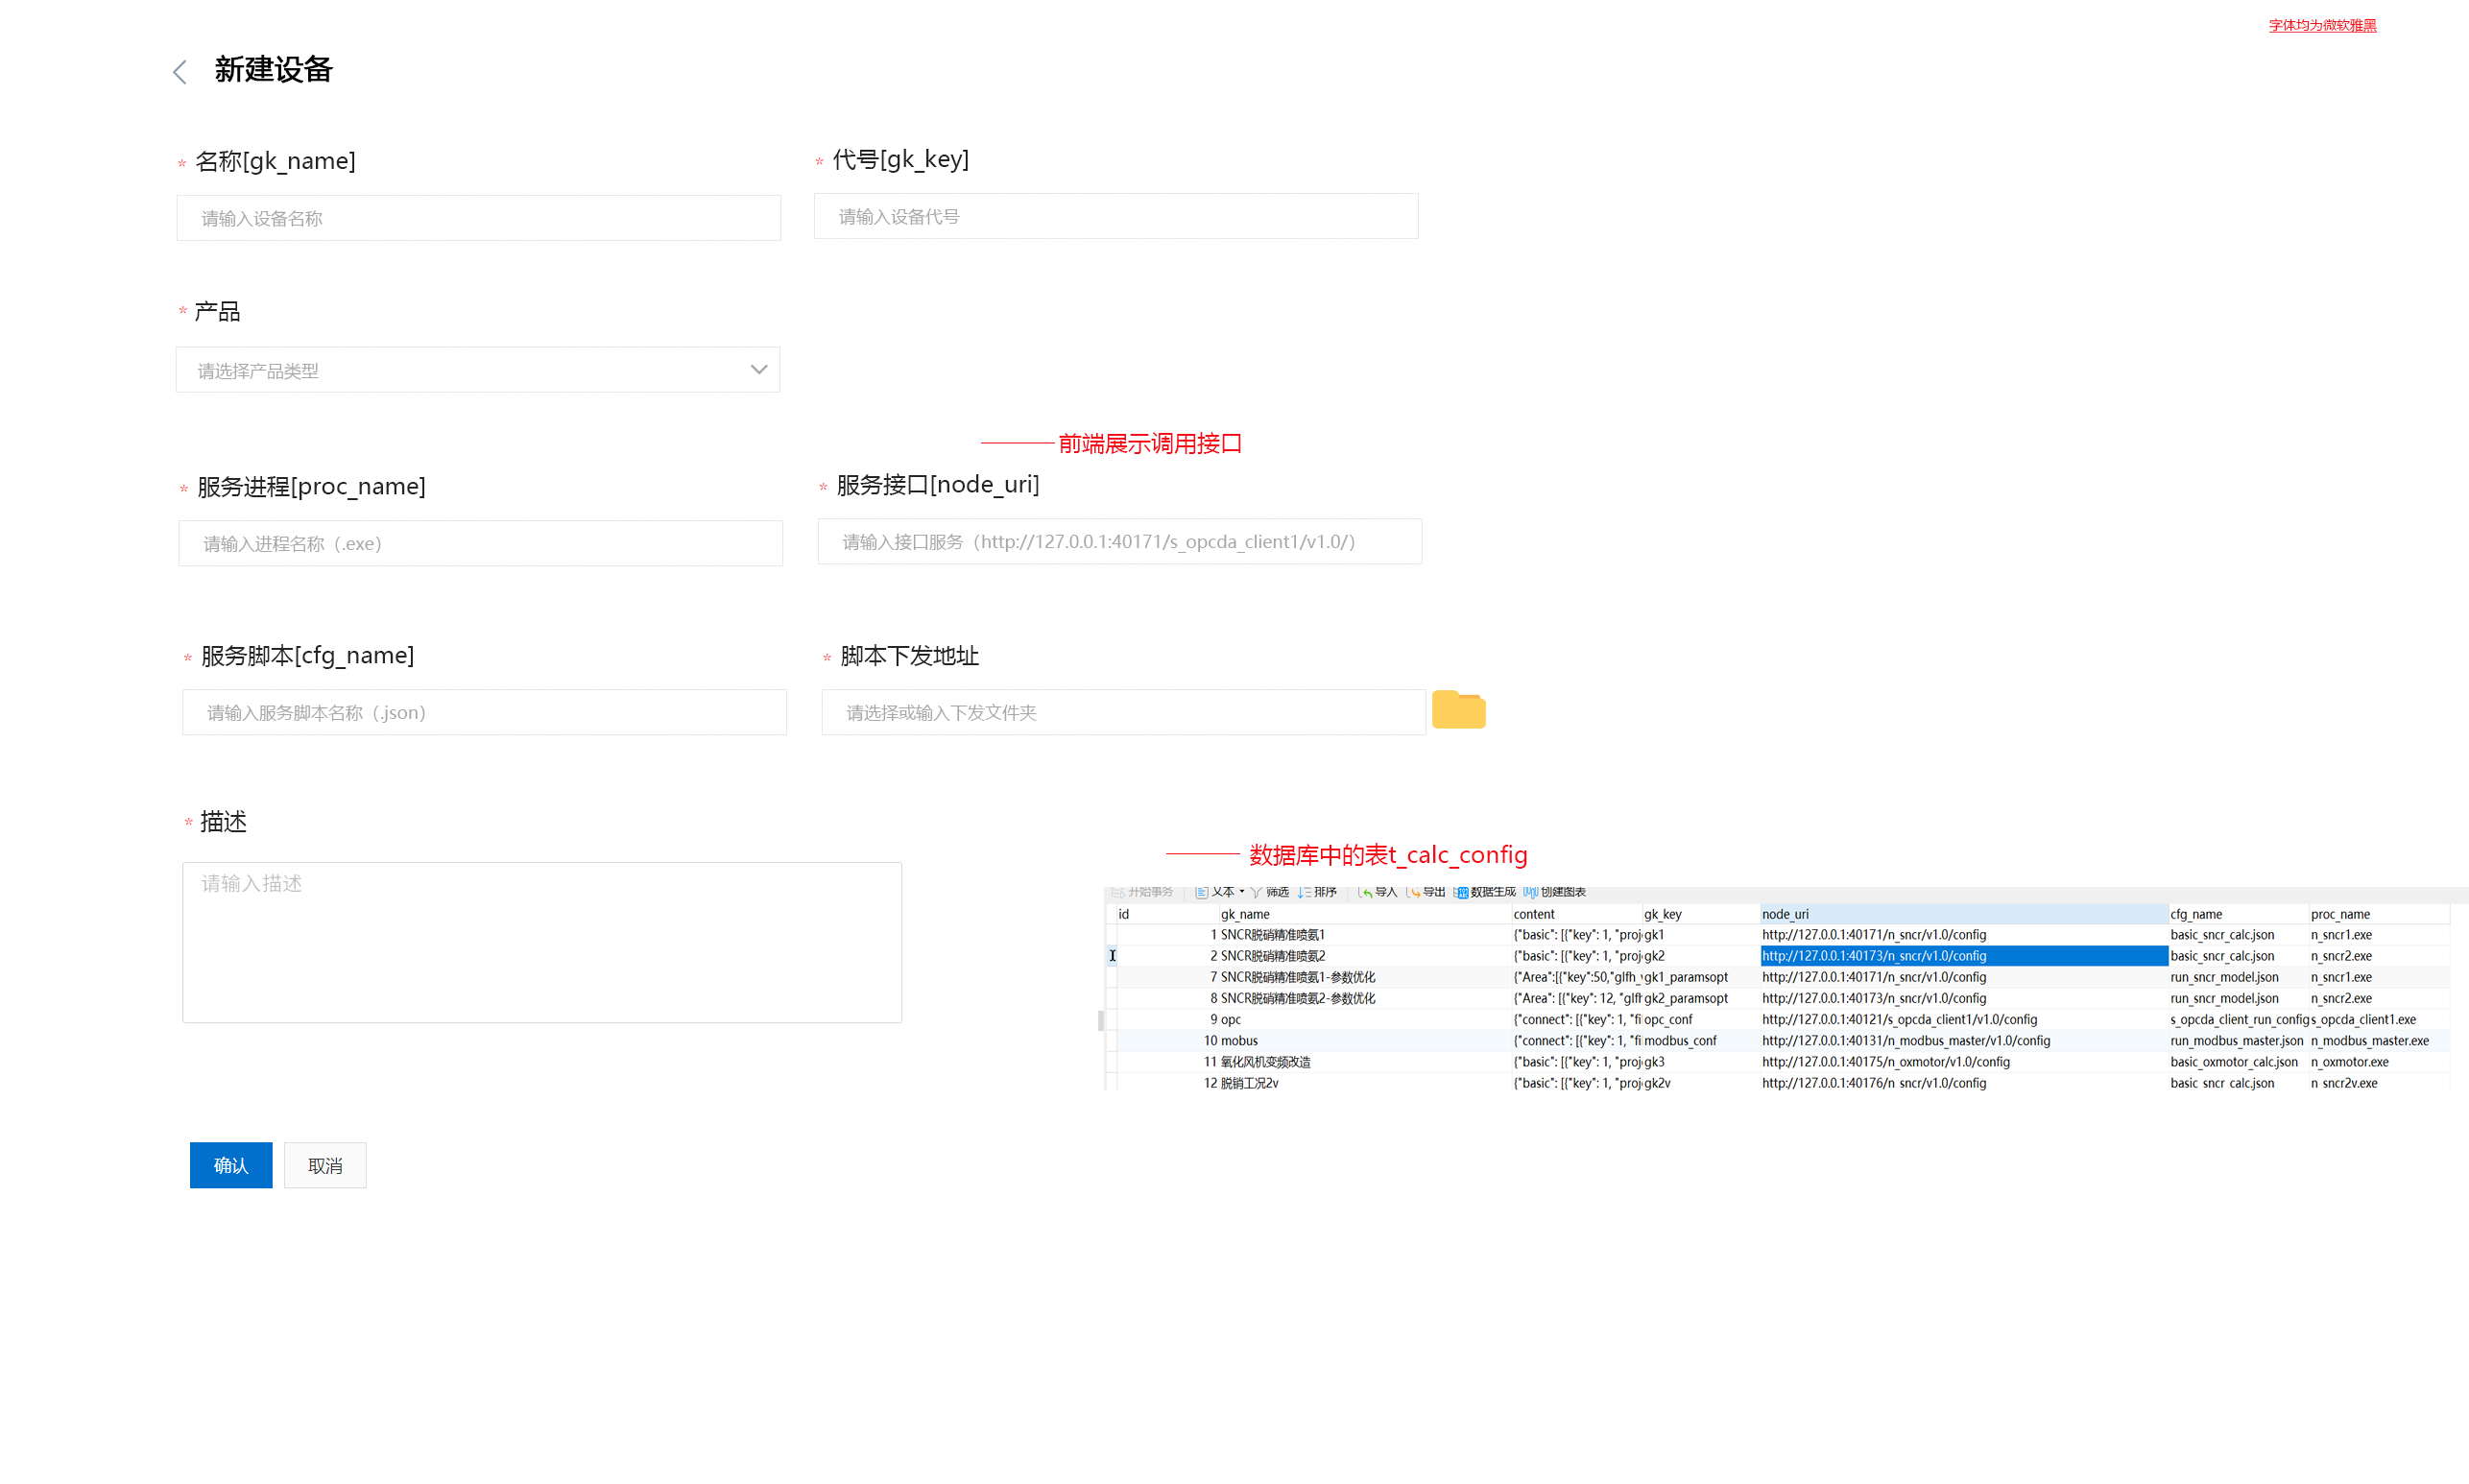 字体均为微软雅黑
新建设备
* 名称[gk_name]
* 代号[gk_key]
请输入设备名称
请输入设备代号
* 产品
请选择产品类型
前端展示调用接口
* 服务进程[proc_name]
* 服务接口[node_uri]
请输入进程名称（.exe）
请输入接口服务（http://127.0.0.1:40171/s_opcda_client1/v1.0/）
* 服务脚本[cfg_name]
* 脚本下发地址
请输入服务脚本名称（.json）
请选择或输入下发文件夹
* 描述
请输入描述
数据库中的表t_calc_config
开始事务 文本 筛选 排序 导入 导出 数据生成 创建图表
id gk_name content gk_key node_uri cfg_name proc_name
1 SNCR脱硝精准喷氨1 {"basic": [{"key": 1, "proj gk1 http://127.0.0.1:40171/n_sncr/v1.0/config basic_sncr_calc.json n_sncr1.exe
2 SNCR脱硝精准喷氨2 {"basic": [{"key": 1, "proj gk2 http://127.0.0.1:40173/n_sncr/v1.0/config basic_sncr_calc.json n_sncr2.exe
7 SNCR脱硝精准喷氨1-参数优化 {"Area":[{"key":50,"glfh_ gk1_paramsopt http://127.0.0.1:40171/n_sncr/v1.0/config run_sncr_model.json n_sncr1.exe
8 SNCR脱硝精准喷氨2-参数优化 {"Area": [{"key": 12, "glf gk2_paramsopt http://127.0.0.1:40173/n_sncr/v1.0/config run_sncr_model.json n_sncr2.exe
9 opc {"connect": [{"key": 1, "fi opc_conf http://127.0.0.1:40121/s_opcda_client1/v1.0/config s_opcda_client_run_config s_opcda_client1.exe
10 mobus {"connect": [{"key": 1, "fi modbus_conf http://127.0.0.1:40131/n_modbus_master/v1.0/config run_modbus_master.json n_modbus_master.exe
11 氧化风机变频改造 {"basic": [{"key": 1, "proj gk3 http://127.0.0.1:40175/n_oxmotor/v1.0/config basic_oxmotor_calc.json n_oxmotor.exe
12 脱销工况2v {"basic": [{"key": 1, "proj gk2v http://127.0.0.1:40176/n_sncr/v1.0/config basic_sncr_calc.json n_sncr2v.exe
确认
取消